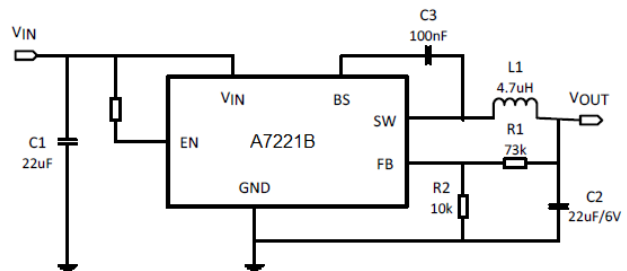 VIN
C3
100nF
L1
4.7uH
VOUT
VIN
BS
SW
EN
A7221B
R1
73k
C1
22uF
FB
GND
R2
10k
C2
22uF/6V